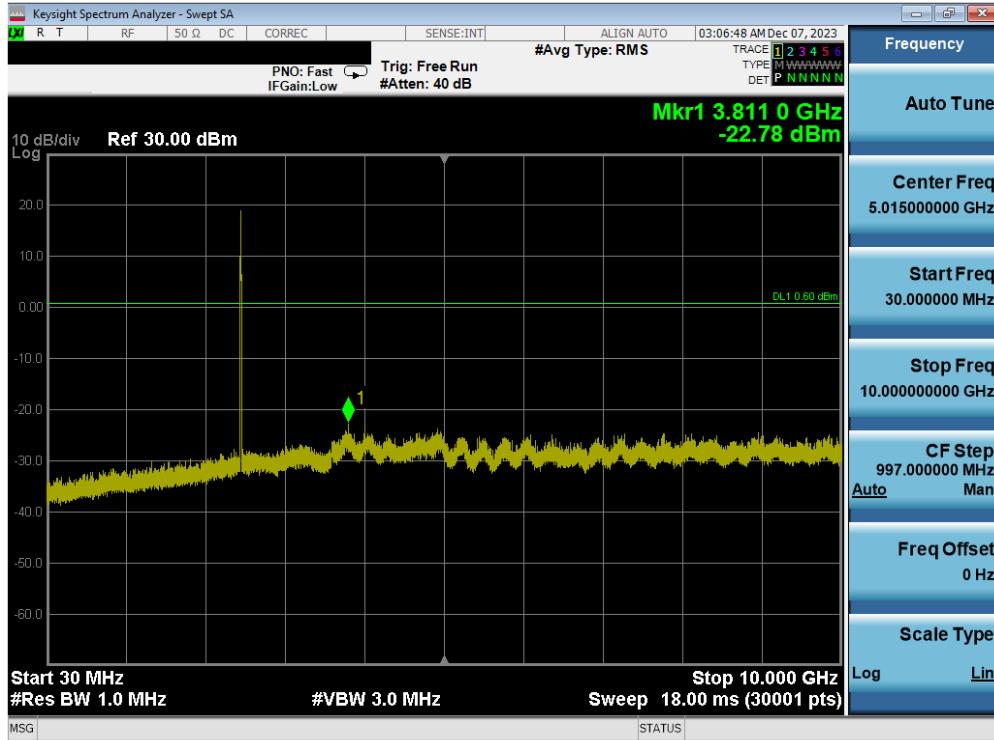 Keysight Spectrum Analyzer - Swept SA
LXI R T RF 50 Ω DC CORREC SENSE:INT ALIGN AUTO 03:06:48 AM Dec 07, 2023
Frequency
#Avg Type: RMS
TRACE 1 2 3 4 5 6
PNO: Fast Trig: Free Run
TYPE M WWWWW
IFGain:Low #Atten: 40 dB
DET P N N N N N
Auto Tune
Mkr1 3.811 0 GHz
-22.78 dBm
10 dB/div Ref 30.00 dBm
Log
Center Freq
5.015000000 GHz
20.0
10.0
Start Freq
30.000000 MHz
DL1 0.60 dBm
0.00
-10.0
Stop Freq
10.000000000 GHz
1
-20.0
-30.0
CF Step
997.000000 MHz
Auto Man
-40.0
-50.0
Freq Offset
0 Hz
-60.0
Scale Type
Log Lin
Start 30 MHz Stop 10.000 GHz
#Res BW 1.0 MHz #VBW 3.0 MHz Sweep 18.00 ms (30001 pts)
MSG STATUS